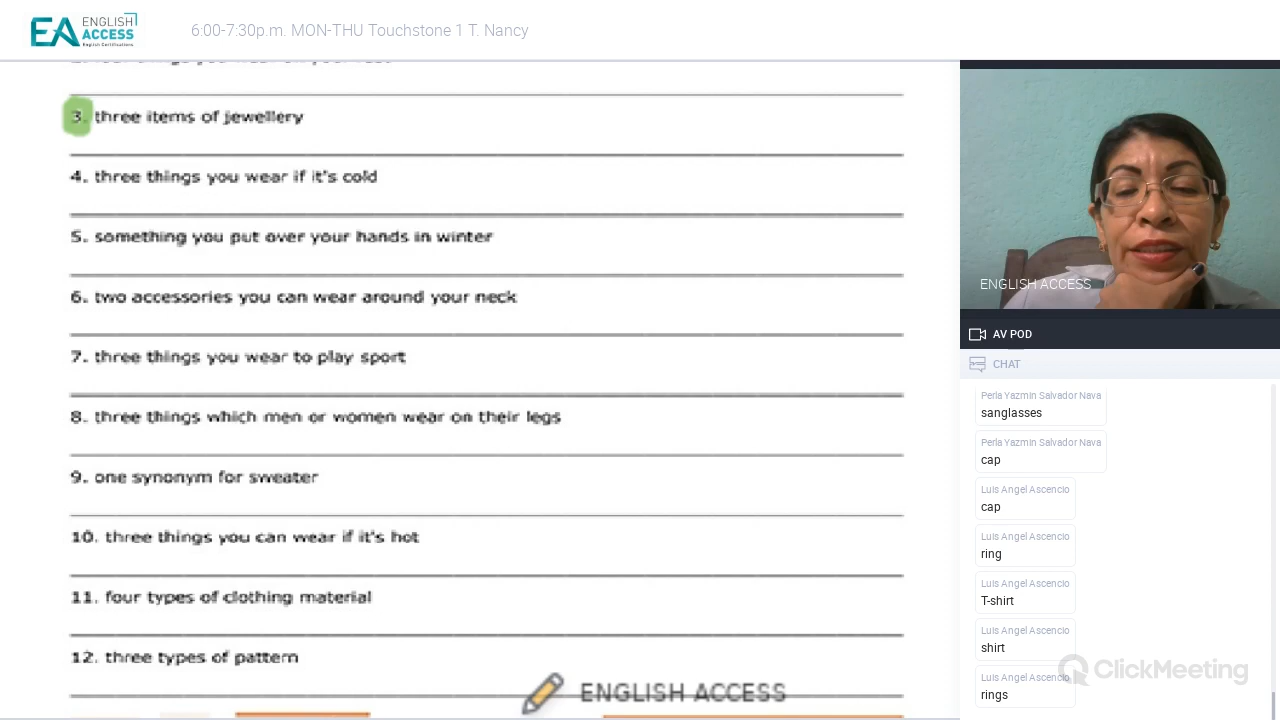 EA ENGLISH ACCESS
English Certifications
6:00-7:30p.m. MON-THU Touchstone 1 T. Nancy
3. three items of jewellery
4. three things you wear if it's cold
5. something you put over your hands in winter
6. two accessories you can wear around your neck
7. three things you wear to play sport
8. three things which men or women wear on their legs
9. one synonym for sweater
10. three things you can wear if it's hot
11. four types of clothing material
12. three types of pattern
ENGLISH ACCESS
ENGLISH ACCESS
AV POD
CHAT
Perla Yazmin Salvador Nava
sanglasses
Perla Yazmin Salvador Nava
cap
Luis Angel Ascencio
cap
Luis Angel Ascencio
ring
Luis Angel Ascencio
T-shirt
Luis Angel Ascencio
shirt
Luis Angel Ascencio
rings
ClickMeeting